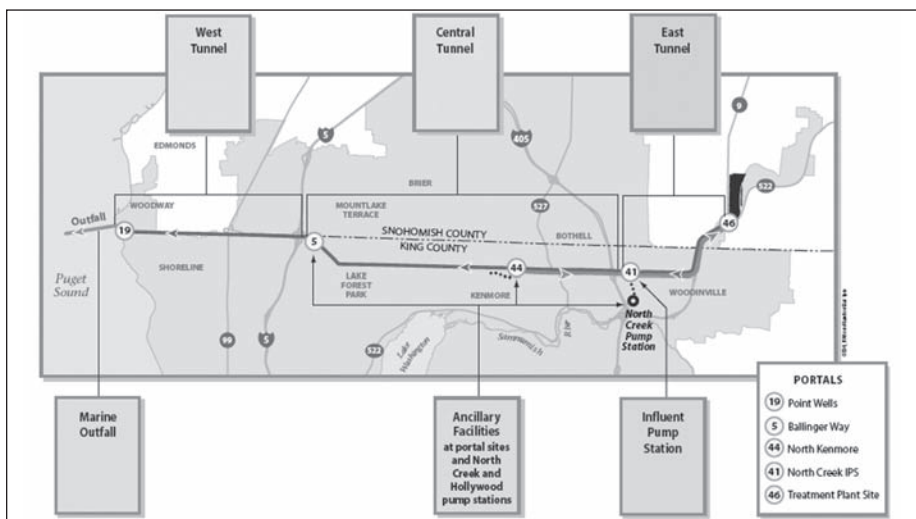 West
Tunnel
Central
Tunnel
East
Tunnel
9
5
405
EDMONDS
522
BRIER
WOODWAY
MOUNTLAKE
TERRACE
527
46
Outfall
19
5
SNOHOMISH COUNTY
KING COUNTY
BOTHELL
SHORELINE
Puget
Sound
LAKE
FOREST
PARK
44
KENMORE
41
WOODINVILLE
North
Creek
Pump
Station
99
5
522
Lake
Washington
Sammamish
River
PORTALS
19 Point Wells
5 Ballinger Way
44 North Kenmore
41 North Creek IPS
46 Treatment Plant Site
Marine
Outfall
Ancillary
Facilities
at portal sites
and North
Creek and
Hollywood
pump stations
Influent
Pump
Station